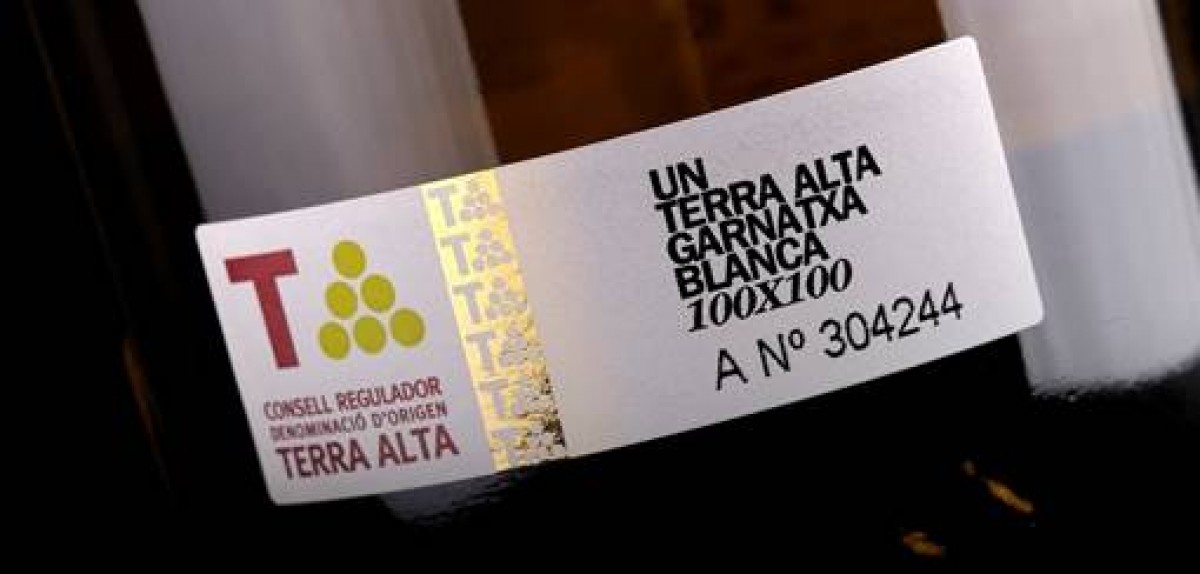 T
CONSELL REGULADOR
DENOMINACIÓ D'ORIGEN
TERRA ALTA
UN
TERRA ALTA
GARNATXA
BLANCA
100X100
A Nº 304244